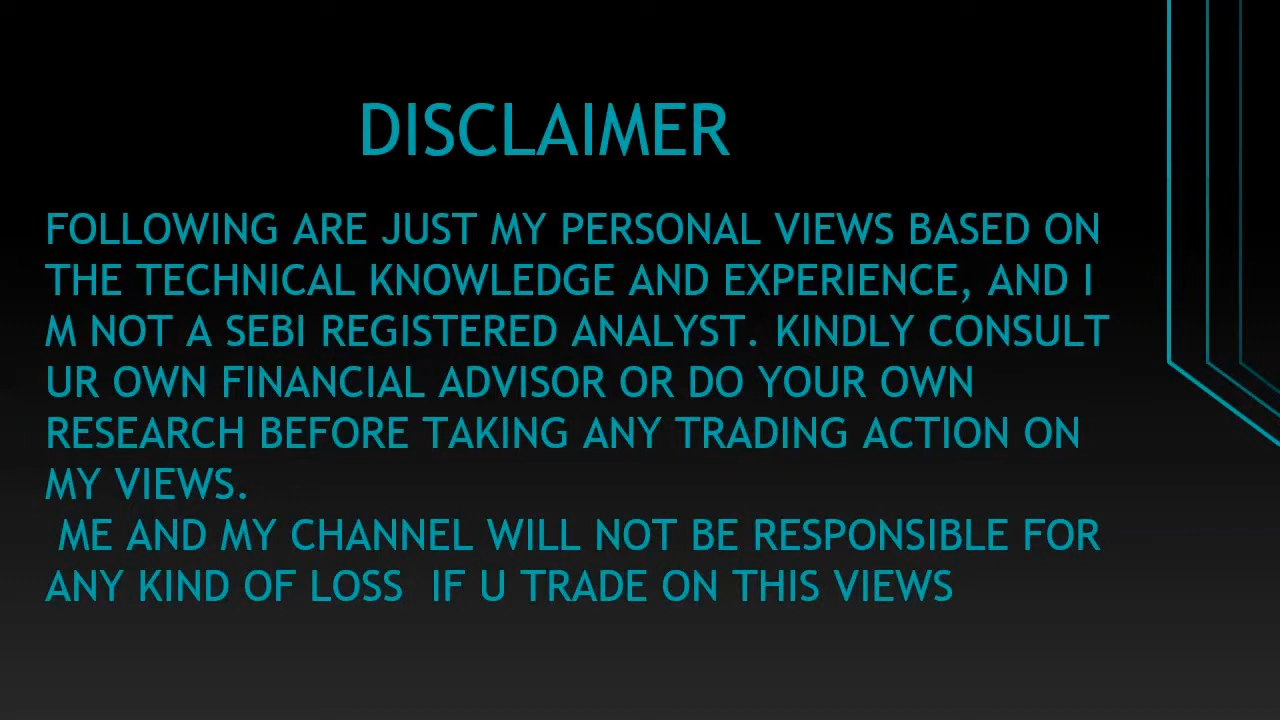 DISCLAIMER
FOLLOWING ARE JUST MY PERSONAL VIEWS BASED ON
THE TECHNICAL KNOWLEDGE AND EXPERIENCE, AND I
M NOT A SEBI REGISTERED ANALYST. KINDLY CONSULT
UR OWN FINANCIAL ADVISOR OR DO YOUR OWN
RESEARCH BEFORE TAKING ANY TRADING ACTION ON
MY VIEWS.
ME AND MY CHANNEL WILL NOT BE RESPONSIBLE FOR
ANY KIND OF LOSS  IF U TRADE ON THIS VIEWS